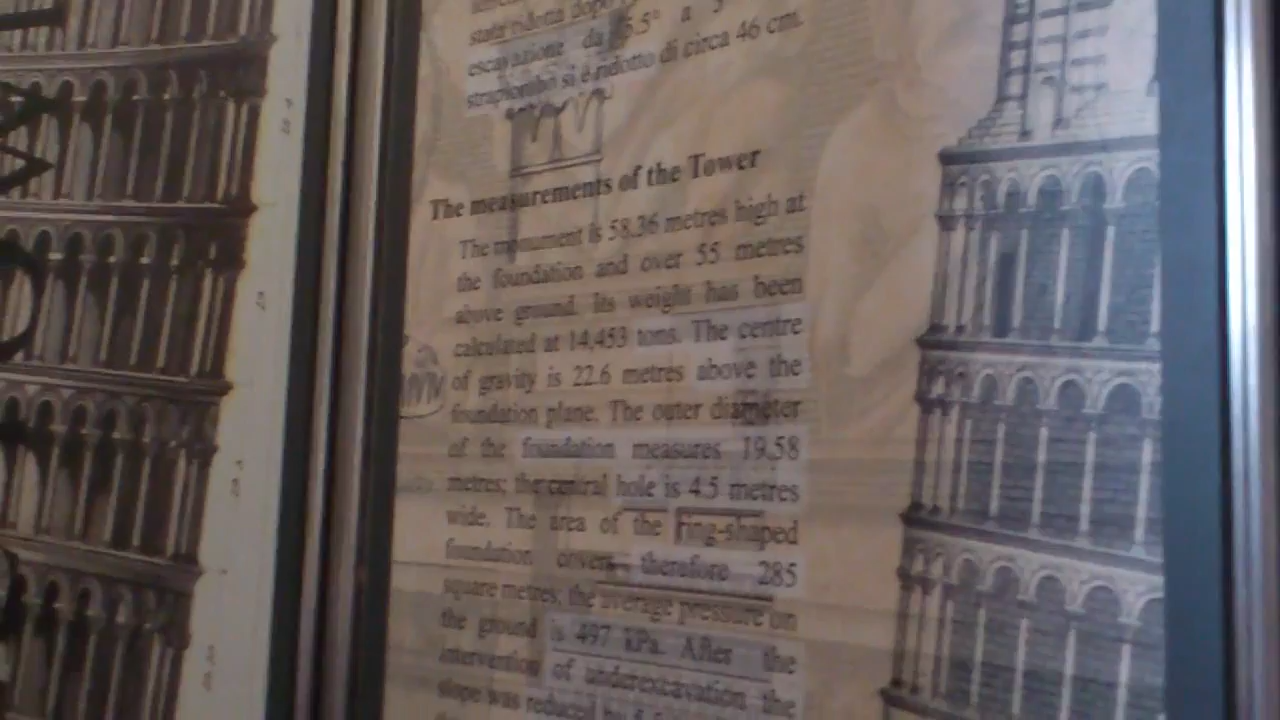 stata ridotta dopo
escavazione da 5.5° a 5
strapiombo si è ridotto di circa 46 cm.
The measurements of the Tower
The monument is 58.36 metres high at
the foundation and over 55 metres
above ground. Its weight has been
calculated at 14,453 tons. The centre
of gravity is 22.6 metres above the
foundation plane. The outer diameter
of the foundation measures 19.58
metres; the central hole is 4.5 metres
wide. The area of the ring-shaped
foundation covers therefore 285
square metres; the average pressure on
the ground is 497 kPa. After the
intervention of underexcavation the
slope was reduced by